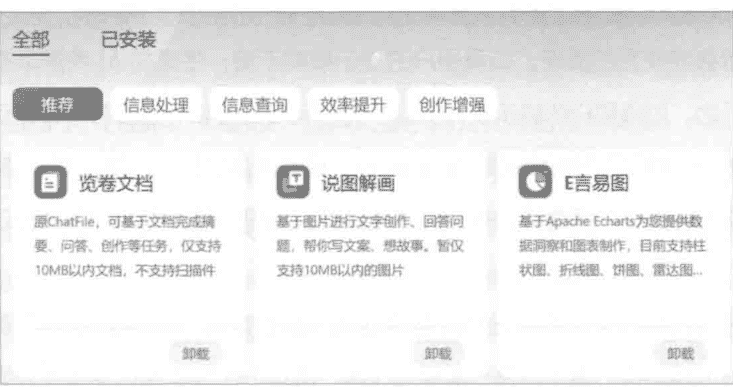 全部 已安装
推荐 信息处理 信息查询 效率提升 创作增强
览卷文档
原ChatFile，可基于文档完成摘
要、问答、创作等任务，仅支持
10MB以内文档，不支持扫描件
卸载
说图解画
基于图片进行文字创作、回答问
题，帮你写文案、想故事。暂仅
支持10MB以内的图片
卸载
E言易图
基于Apache Echarts为您提供数
据洞察和图表制作，目前支持柱
状图、折线图、饼图、雷达图...
卸载